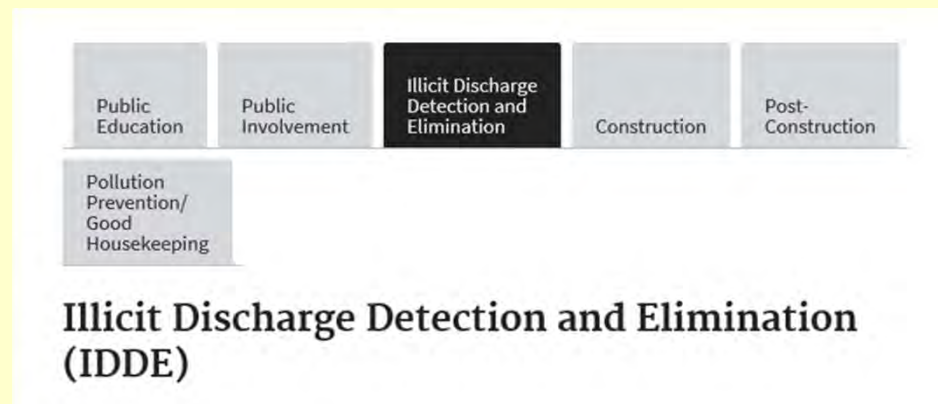 Public
Education
Public
Involvement
Illicit Discharge
Detection and
Elimination
Construction
Post-
Construction
Pollution
Prevention/
Good
Housekeeping
Illicit Discharge Detection and Elimination
(IDDE)